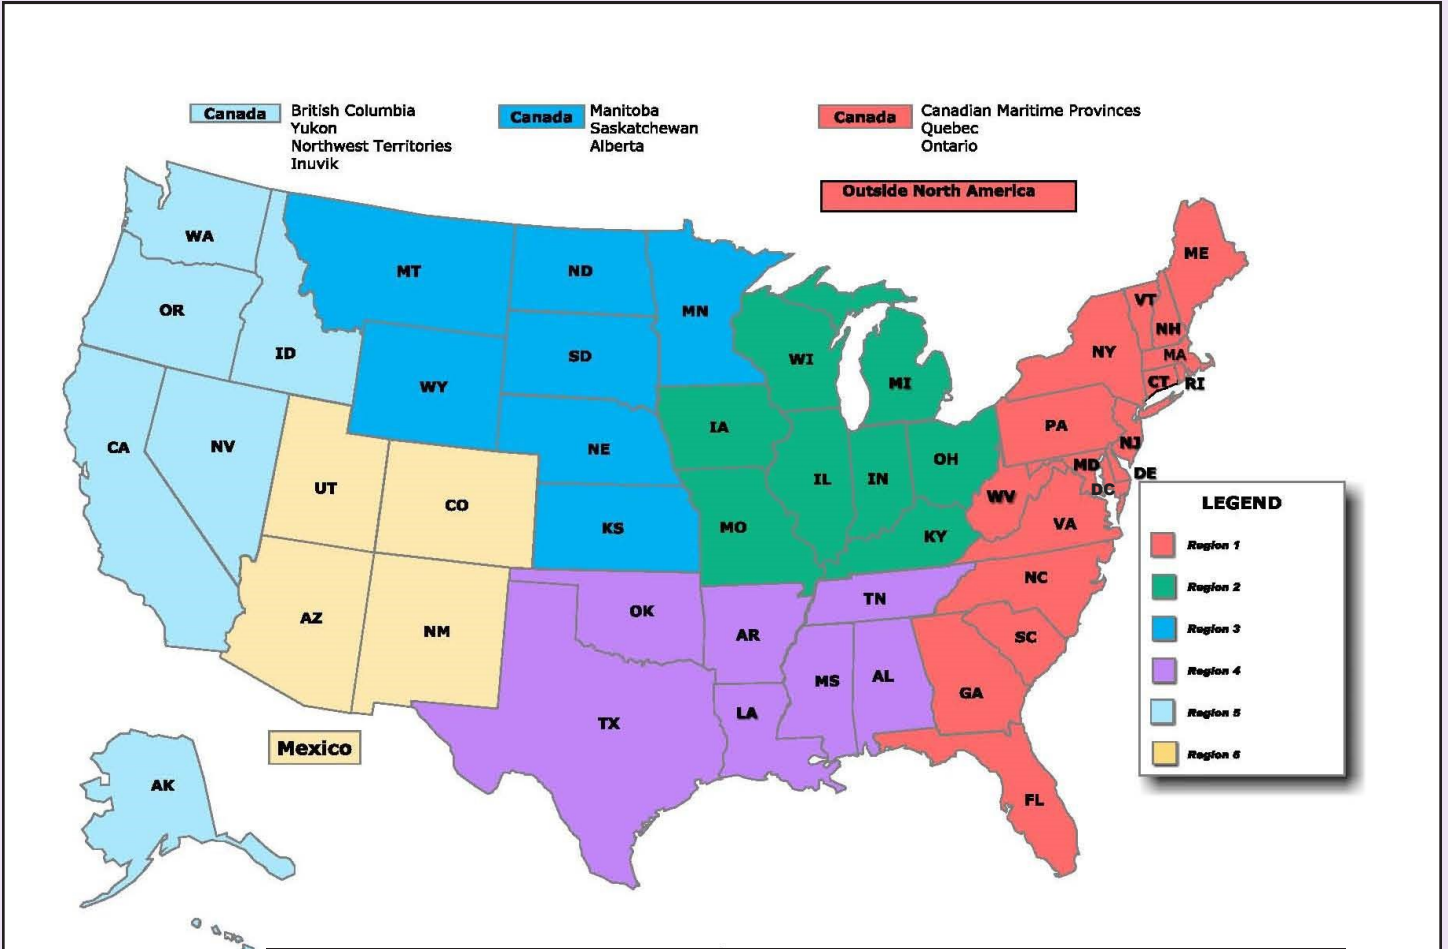 Canada
British Columbia
Yukon
Northwest Territories
Inuvik
Canada
Manitoba
Saskatchewan
Alberta
Canada
Canadian Maritime Provinces
Quebec
Ontario
Outside North America
WA
MT
ND
MN
ME
OR
ID
WY
SD
WI
MI
NY
VT
NH
MA
CT
RI
CA
NV
UT
CO
NE
KS
IA
MO
IL
IN
OH
KY
PA
NJ
MD
DE
DC
WV
VA
AZ
NM
OK
AR
TN
NC
SC
TX
LA
MS
AL
GA
FL
Mexico
AK
LEGEND
Region 1
Region 2
Region 3
Region 4
Region 5
Region 6